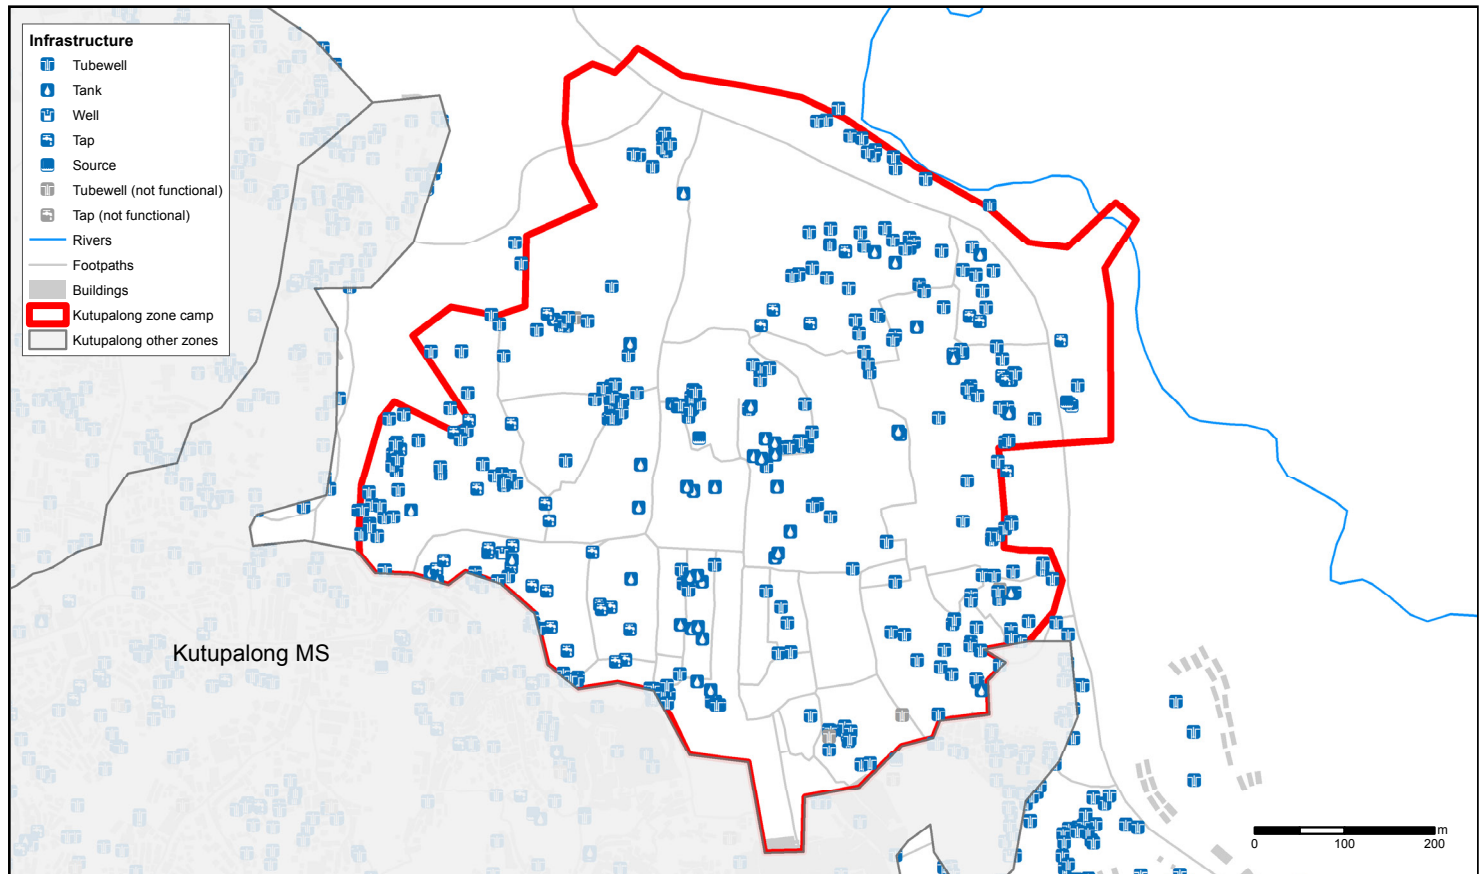 Infrastructure
Tubewell
Tank
Well
Tap
Source
Tubewell (not functional)
Tap (not functional)
Rivers
Footpaths
Buildings
Kutupalong zone camp
Kutupalong other zones
Kutupalong MS
m
0 100 200